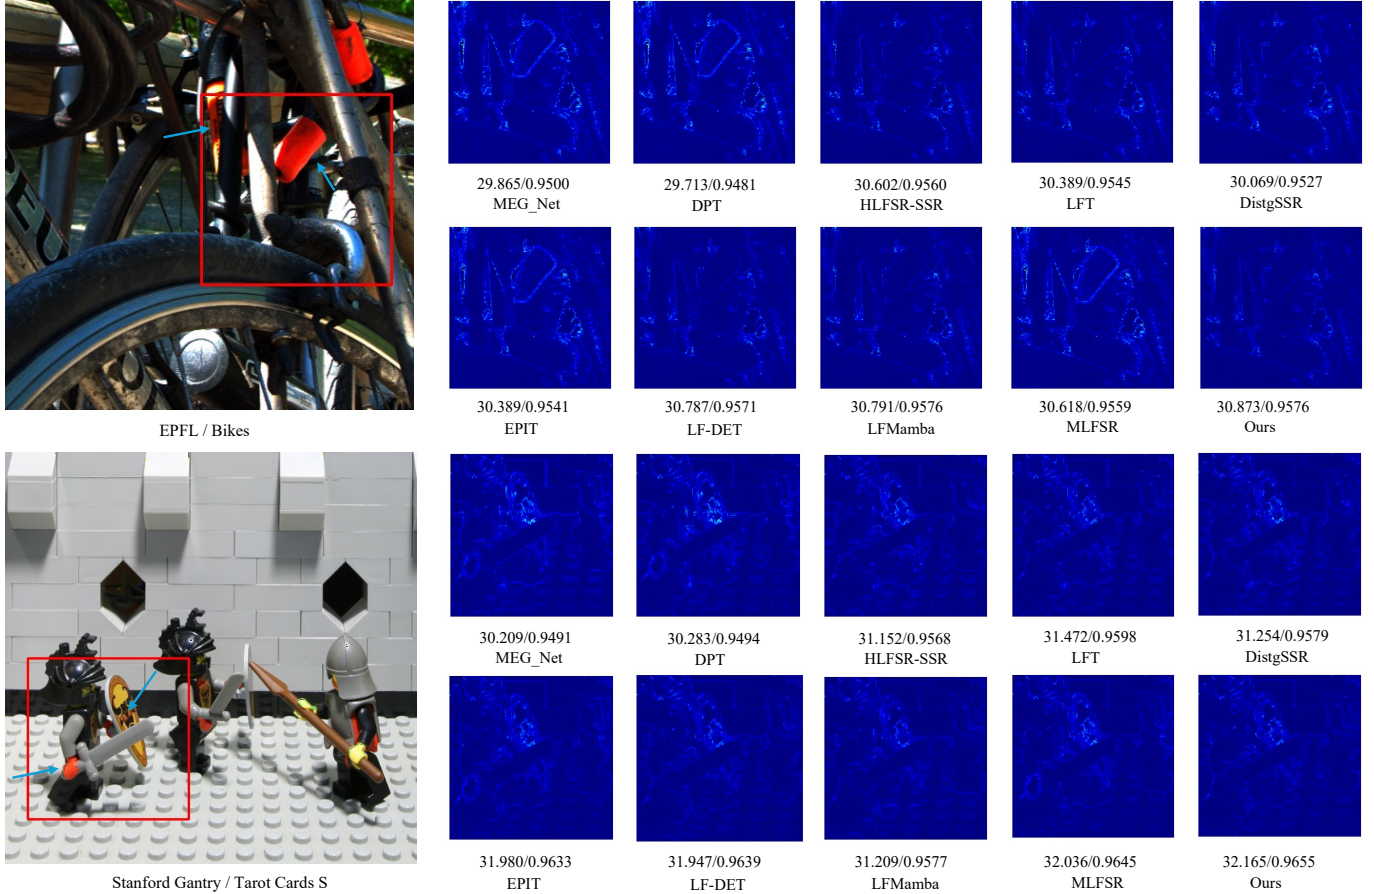 29.865/0.9500 29.713/0.9481 30.602/0.9560 30.389/0.9545 30.069/0.9527
MEG_Net DPT HLFSR-SSR LFT DistgSSR
30.389/0.9541 30.787/0.9571 30.791/0.9576 30.618/0.9559 30.873/0.9576
EPIT LF-DET LFMamba MLFSR Ours
EPFL / Bikes
30.209/0.9491 30.283/0.9494 31.152/0.9568 31.472/0.9598 31.254/0.9579
MEG_Net DPT HLFSR-SSR LFT DistgSSR
31.980/0.9633 31.947/0.9639 31.209/0.9577 32.036/0.9645 32.165/0.9655
EPIT LF-DET LFMamba MLFSR Ours
Stanford Gantry / Tarot Cards S